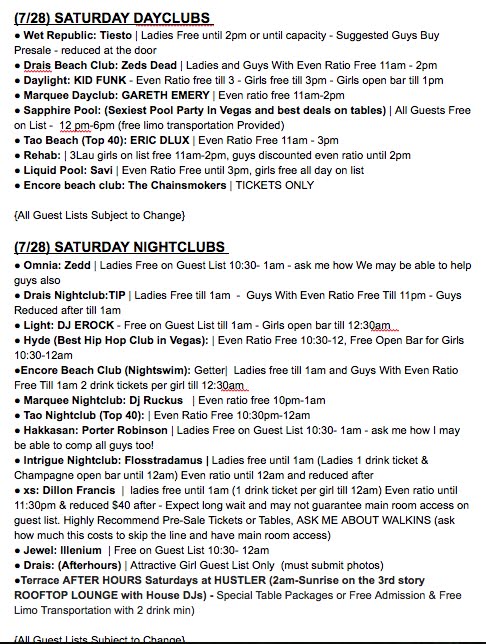 (7/28) SATURDAY DAYCLUBS
● Wet Republic: Tiesto | Ladies Free until 2pm or until capacity - Suggested Guys Buy
Presale - reduced at the door
● Drais Beach Club: Zeds Dead | Ladies and Guys With Even Ratio Free 11am - 2pm
● Daylight: KID FUNK - Even Ratio free till 3 - Girls free till 3pm - Girls open bar till 1pm
● Marquee Dayclub: GARETH EMERY | Even ratio free 11am-2pm
● Sapphire Pool: (Sexiest Pool Party In Vegas and best deals on tables) | All Guests Free
on List - 12 pm-6pm (free limo transportation Provided)
● Tao Beach (Top 40): ERIC DLUX | Even Ratio Free 11am - 3pm
● Rehab: | 3Lau girls on list free 11am-2pm, guys discounted even ratio until 2pm
● Liquid Pool: Savi | Even Ratio Free until 3pm, girls free all day on list
● Encore beach club: The Chainsmokers | TICKETS ONLY
{All Guest Lists Subject to Change}
(7/28) SATURDAY NIGHTCLUBS
● Omnia: Zedd | Ladies Free on Guest List 10:30- 1am - ask me how We may be able to help
guys also
● Drais Nightclub:TIP | Ladies Free till 1am - Guys With Even Ratio Free Till 11pm - Guys
Reduced after till 1am
● Light: DJ EROCK - Free on Guest List till 1am - Girls open bar till 12:30am
● Hyde (Best Hip Hop Club in Vegas): | Even Ratio Free 10:30-12, Free Open Bar for Girls
10:30-12am
●Encore Beach Club (Nightswim): Getter| Ladies free till 1am and Guys With Even Ratio
Free Till 1am 2 drink tickets per girl till 12:30am
● Marquee Nightclub: Dj Ruckus | Even ratio free 10pm-1am
● Tao Nightclub (Top 40): | Even Ratio Free 10:30pm-12am
● Hakkasan: Porter Robinson | Ladies Free on Guest List 10:30- 1am - ask me how I may
be able to comp all guys too!
● Intrigue Nightclub: Flosstradamus | Ladies free until 1am (Ladies 1 drink ticket &
Champagne open bar until 12am) Even ratio until 12am and reduced after
● xs: Dillon Francis | ladies free until 1am (1 drink ticket per girl till 12am) Even ratio until
11:30pm & reduced $40 after - Expect long wait and may not guarantee main room access on
guest list. Highly Recommend Pre-Sale Tickets or Tables, ASK ME ABOUT WALKINS (ask
how much this costs to skip the line and have main room access)
● Jewel: Illenium | Free on Guest List 10:30- 12am
● Drais: (Afterhours) | Attractive Girl Guest List Only (must submit photos)
●Terrace AFTER HOURS Saturdays at HUSTLER (2am-Sunrise on the 3rd story
ROOFTOP LOUNGE with House DJs) - Special Table Packages or Free Admission & Free
Limo Transportation with 2 drink min)
{All Guest Lists Subject to Change}